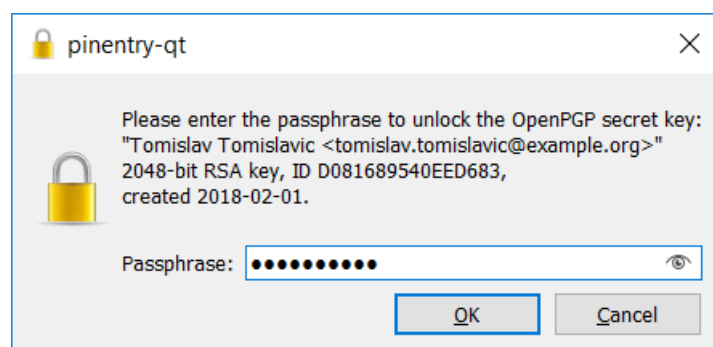 pinentry-qt
Please enter the passphrase to unlock the OpenPGP secret key:
"Tomislav Tomislavic <tomislav.tomislavic@example.org>"
2048-bit RSA key, ID D081689540EED683,
created 2018-02-01.
Passphrase: ●●●●●●●●●●
OK Cancel